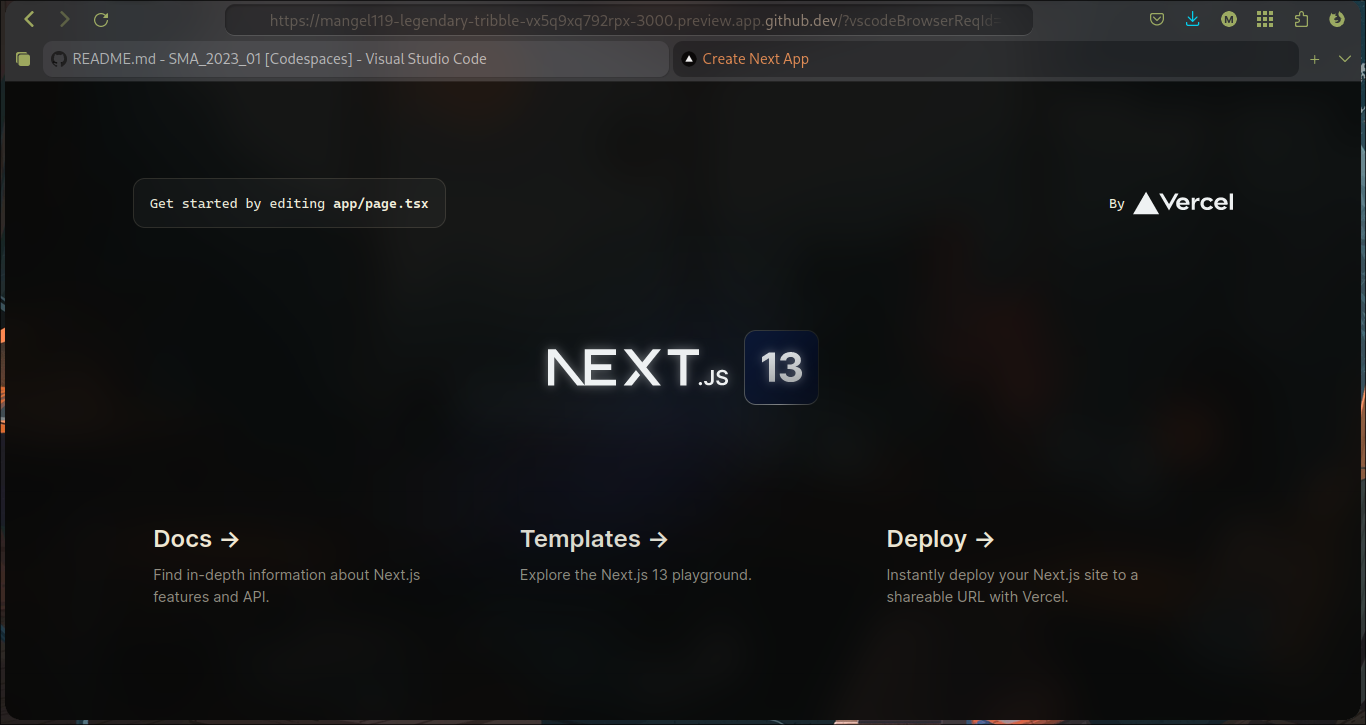 https://mangel119-legendary-tribble-vx5q9xq792rpx-3000.preview.app.github.dev/?vscodeBrowserReqId=
M
README.md - SMA_2023_01 [Codespaces] - Visual Studio Code
Create Next App
Get started by editing app/page.tsx
By Vercel
NEXT.JS 13
Docs →
Find in-depth information about Next.js
features and API.
Templates →
Explore the Next.js 13 playground.
Deploy →
Instantly deploy your Next.js site to a
shareable URL with Vercel.